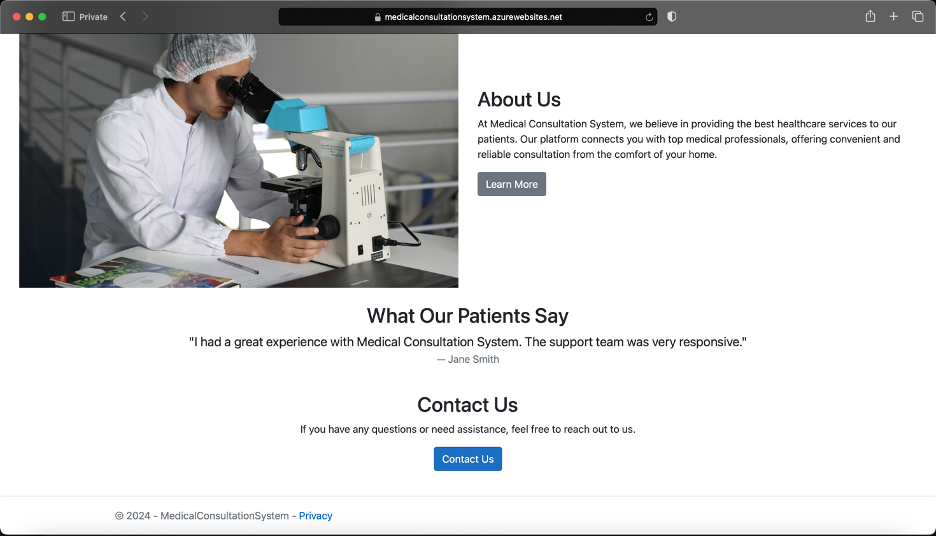 Private
medicalconsultationsystem.azurewebsites.net
About Us
At Medical Consultation System, we believe in providing the best healthcare services to our
patients. Our platform connects you with top medical professionals, offering convenient and
reliable consultation from the comfort of your home.
Learn More
What Our Patients Say
"I had a great experience with Medical Consultation System. The support team was very responsive."
— Jane Smith
Contact Us
If you have any questions or need assistance, feel free to reach out to us.
Contact Us
© 2024 - MedicalConsultationSystem - Privacy